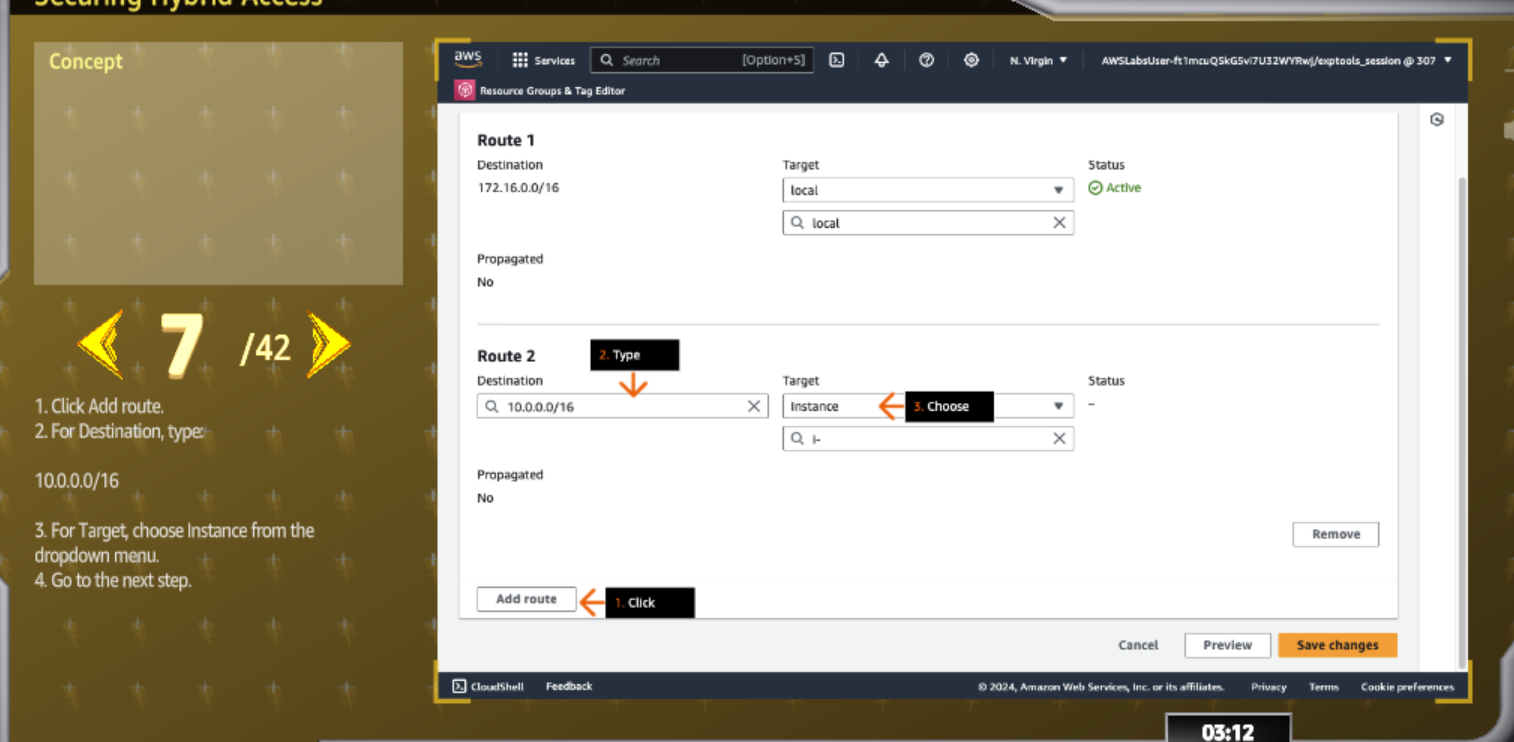 Securing Hybrid Access
Concept
7 /42
1. Click Add route.
2. For Destination, type:
10.0.0.0/16
3. For Target, choose Instance from the
dropdown menu.
4. Go to the next step.
aws Services Search [Option+S] N. Virgin AWSLabsUser-ft1mcuQSkG5vi7U32WYRwj/exptools_session @ 307
Resource Groups & Tag Editor
Route 1
Destination Target Status
172.16.0.0/16 local Active
local
Propagated
No
Route 2 2. Type
Destination Target Status
10.0.0.0/16 Instance 3. Choose –
i-
Propagated
No
Remove
Add route 1. Click
Cancel Preview Save changes
CloudShell Feedback © 2024, Amazon Web Services, Inc. or its affiliates. Privacy Terms Cookie preferences
03:12